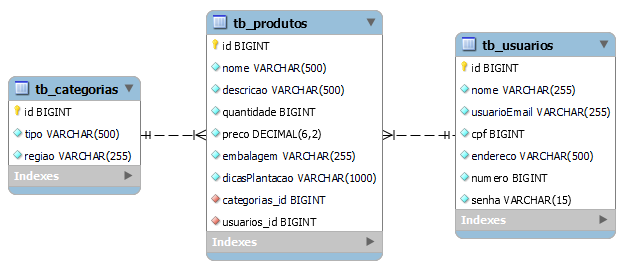 tb_categorias
id BIGINT
tipo VARCHAR(500)
regiao VARCHAR(255)
Indexes
tb_produtos
id BIGINT
nome VARCHAR(500)
descricao VARCHAR(500)
quantidade BIGINT
preco DECIMAL(6,2)
embalagem VARCHAR(255)
dicasPlantacao VARCHAR(1000)
categorias_id BIGINT
usuarios_id BIGINT
Indexes
tb_usuarios
id BIGINT
nome VARCHAR(255)
usuarioEmail VARCHAR(255)
cpf BIGINT
endereco VARCHAR(500)
numero BIGINT
senha VARCHAR(15)
Indexes